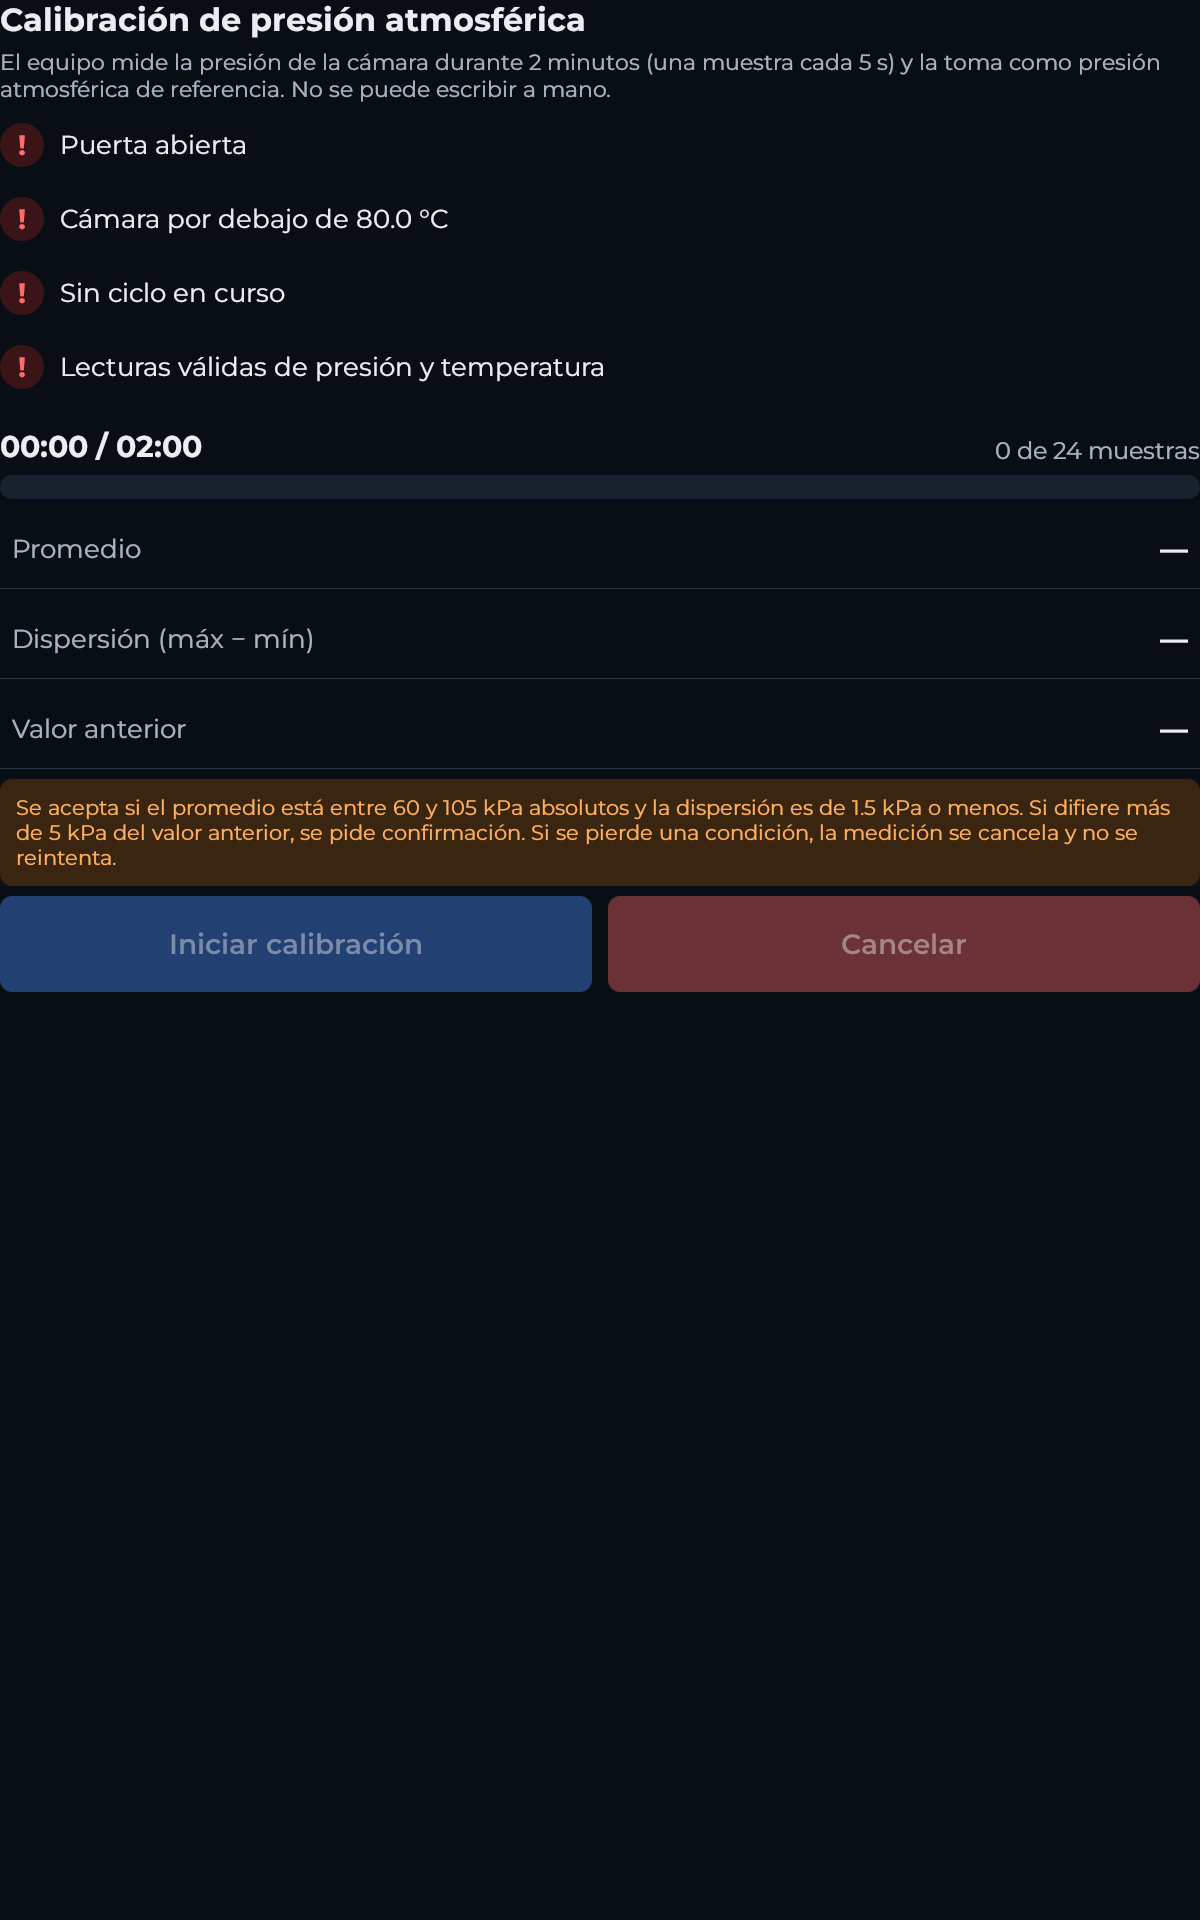 Calibración de presión atmosférica
El equipo mide la presión de la cámara durante 2 minutos (una muestra cada 5 s) y la toma como presión
atmosférica de referencia. No se puede escribir a mano.
! Puerta abierta
! Cámara por debajo de 80.0 °C
! Sin ciclo en curso
! Lecturas válidas de presión y temperatura
00:00 / 02:00 0 de 24 muestras
Promedio —
Dispersión (máx − mín) —
Valor anterior —
Se acepta si el promedio está entre 60 y 105 kPa absolutos y la dispersión es de 1.5 kPa o menos. Si difiere más
de 5 kPa del valor anterior, se pide confirmación. Si se pierde una condición, la medición se cancela y no se
reintenta.
Iniciar calibración Cancelar